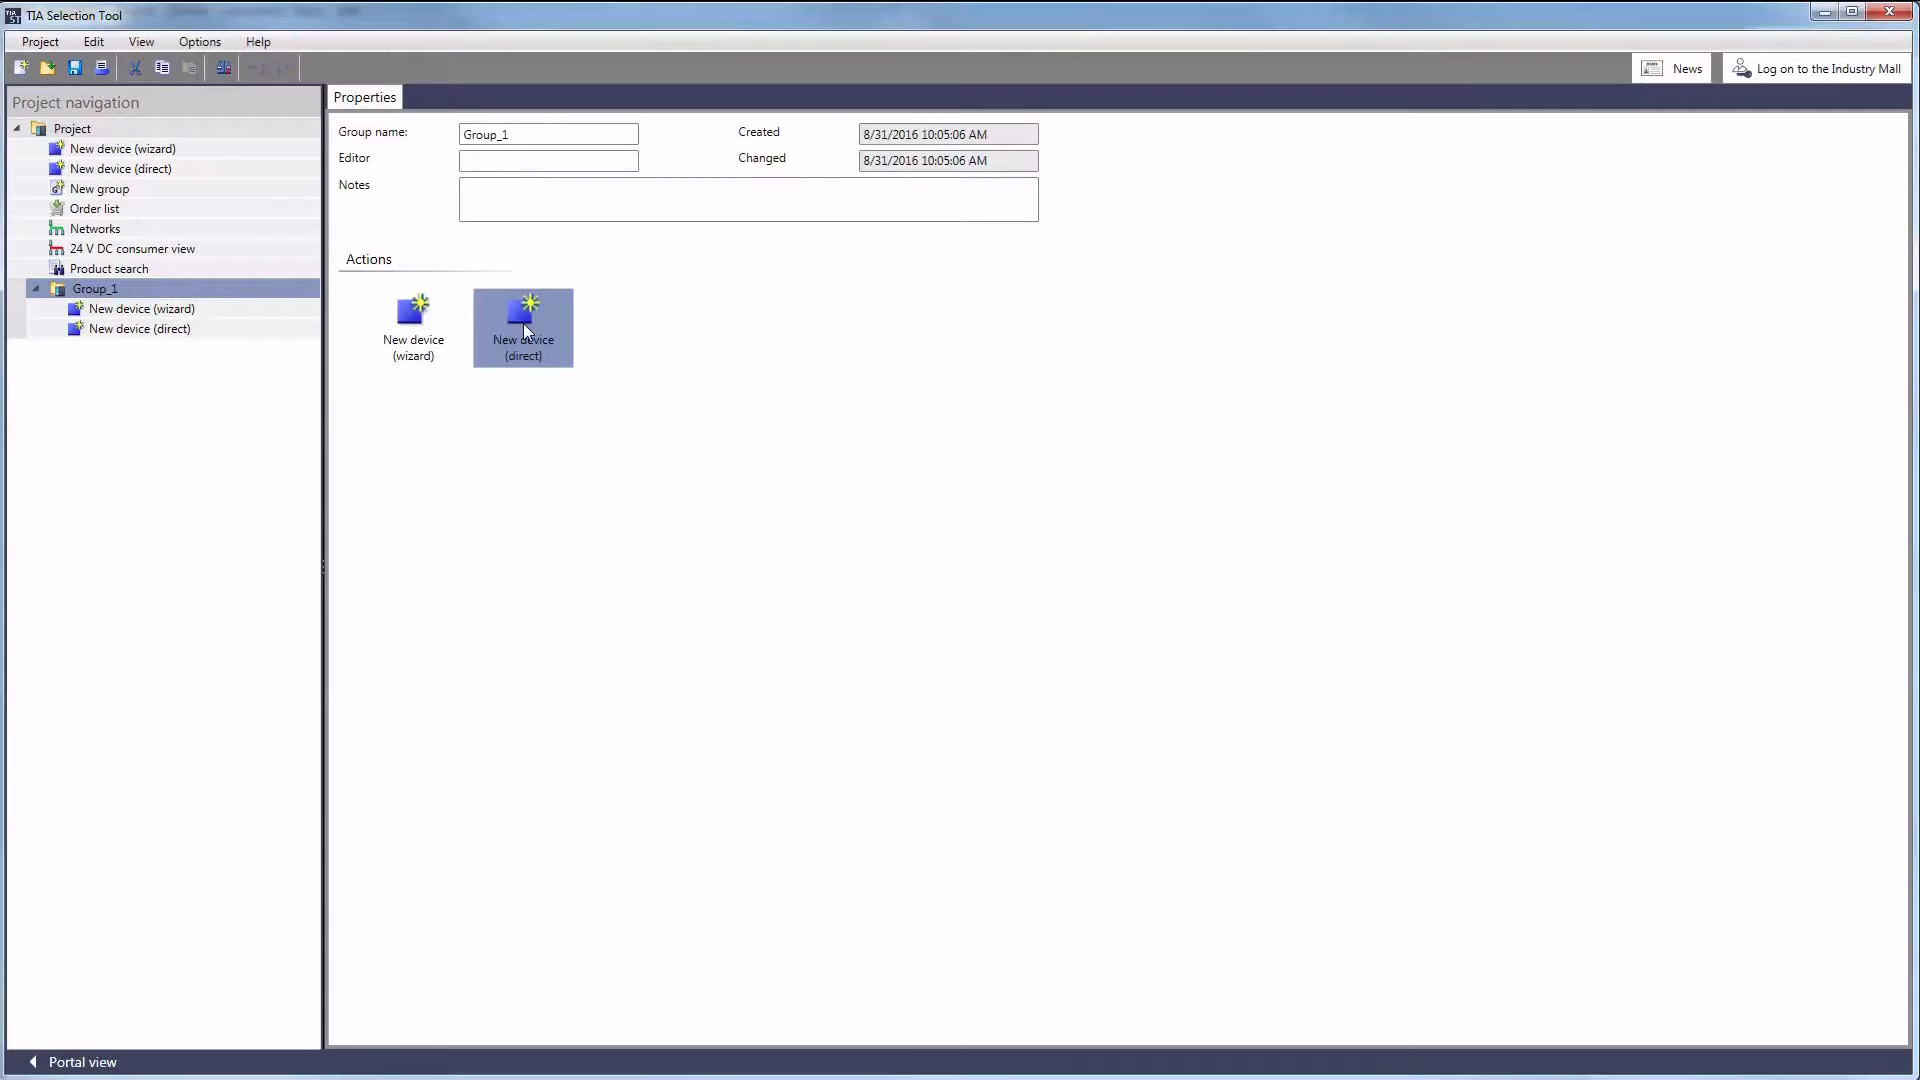 TIA Selection Tool
Project Edit View Options Help
News
Log on to the Industry Mall
Project navigation
Project
New device (wizard)
New device (direct)
New group
Order list
Networks
24 V DC consumer view
Product search
Group_1
New device (wizard)
New device (direct)
Properties
Group name: Group_1 Created 8/31/2016 10:05:06 AM
Editor Changed 8/31/2016 10:05:06 AM
Notes
Actions
New device
(wizard)
New device
(direct)
Portal view